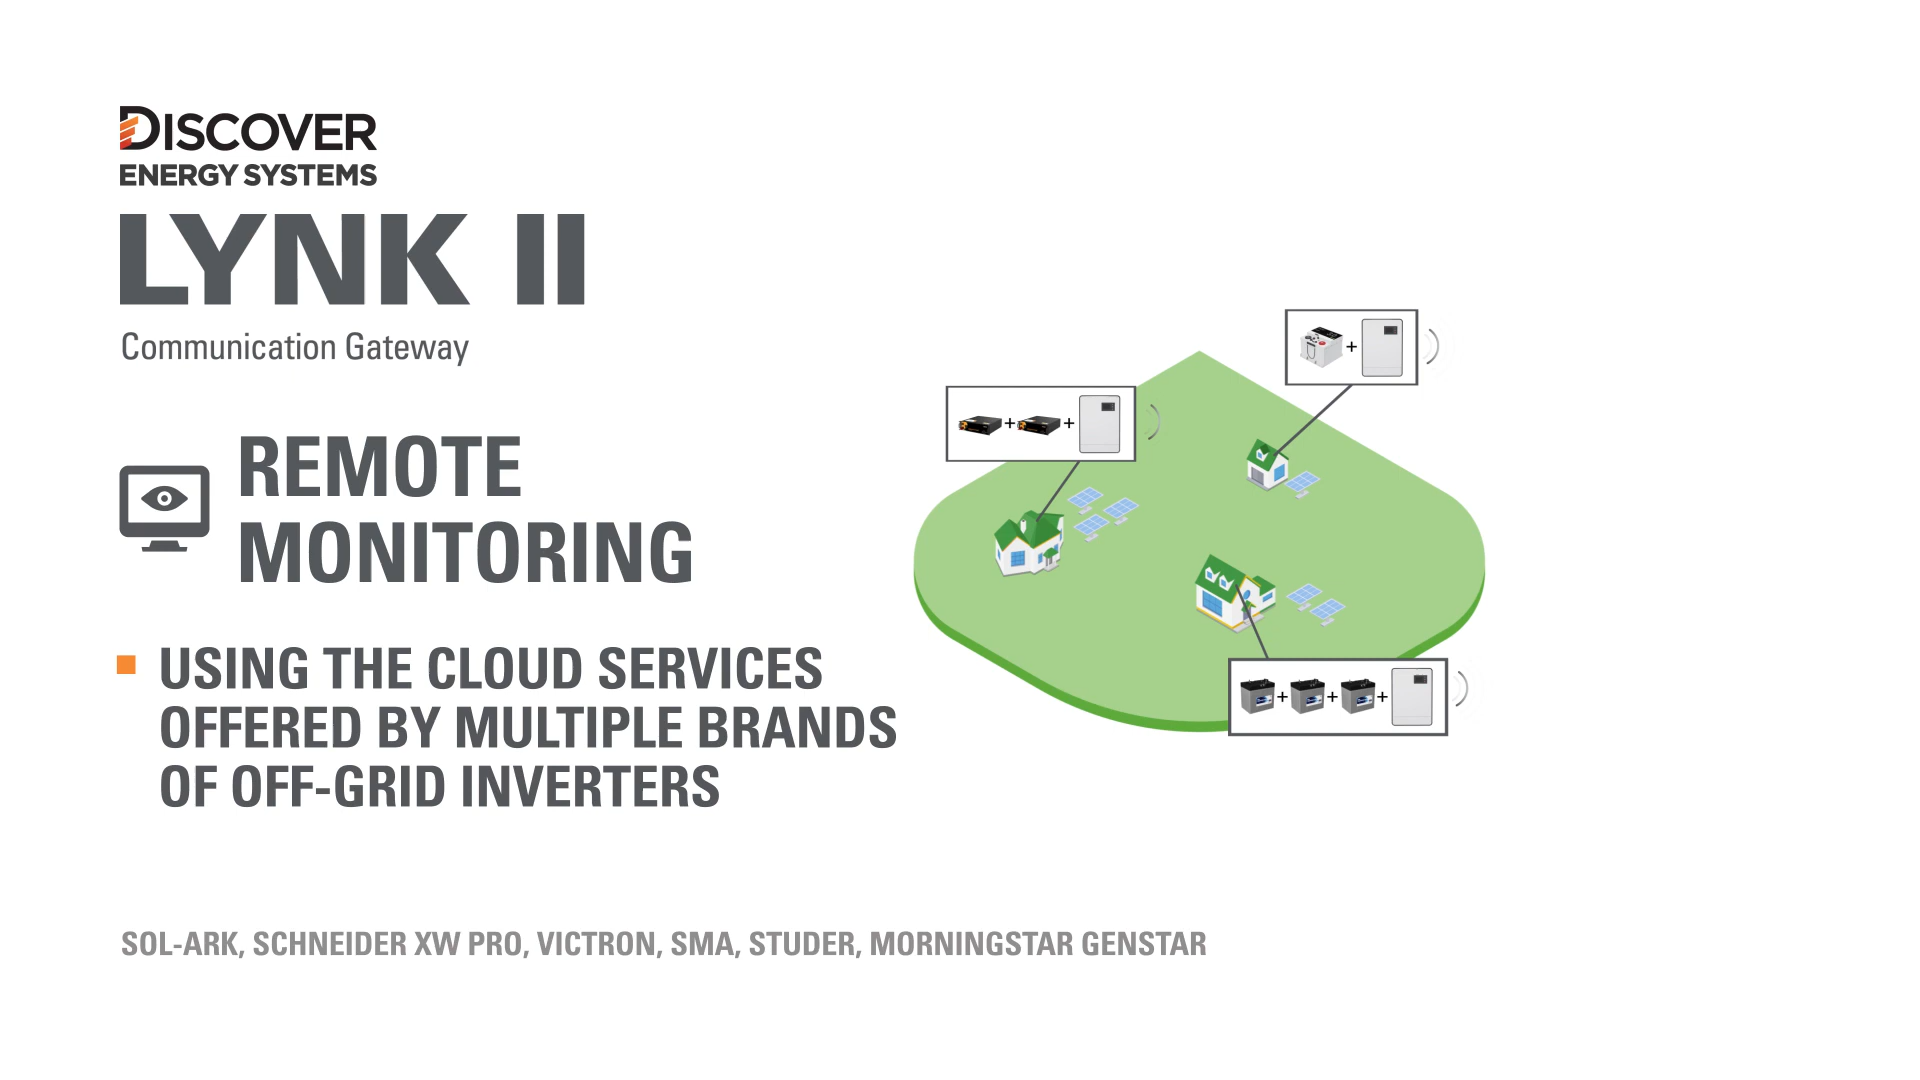 DISCOVER
ENERGY SYSTEMS
LYNK II
Communication Gateway
REMOTE
MONITORING
USING THE CLOUD SERVICES
OFFERED BY MULTIPLE BRANDS
OF OFF-GRID INVERTERS
+
+ +
+ + +
SOL-ARK, SCHNEIDER XW PRO, VICTRON, SMA, STUDER, MORNINGSTAR GENSTAR